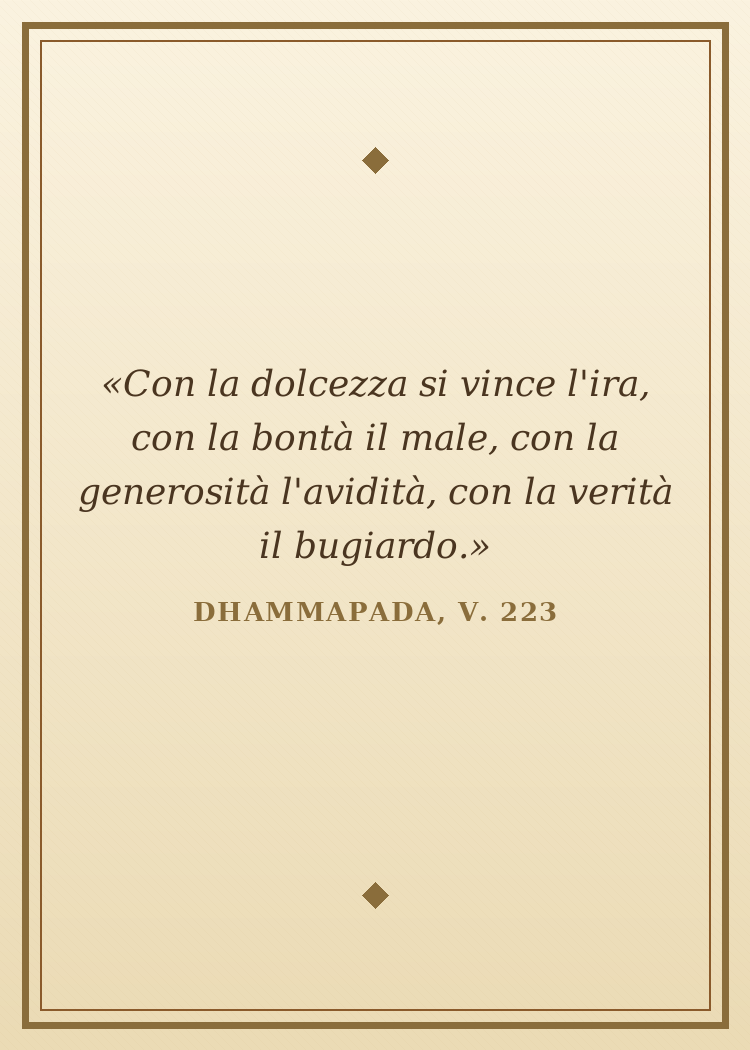 «Con la dolcezza si vince l'ira,
con la bontà il male, con la
generosità l'avidità, con la verità
il bugiardo.»
DHAMMAPADA, V. 223